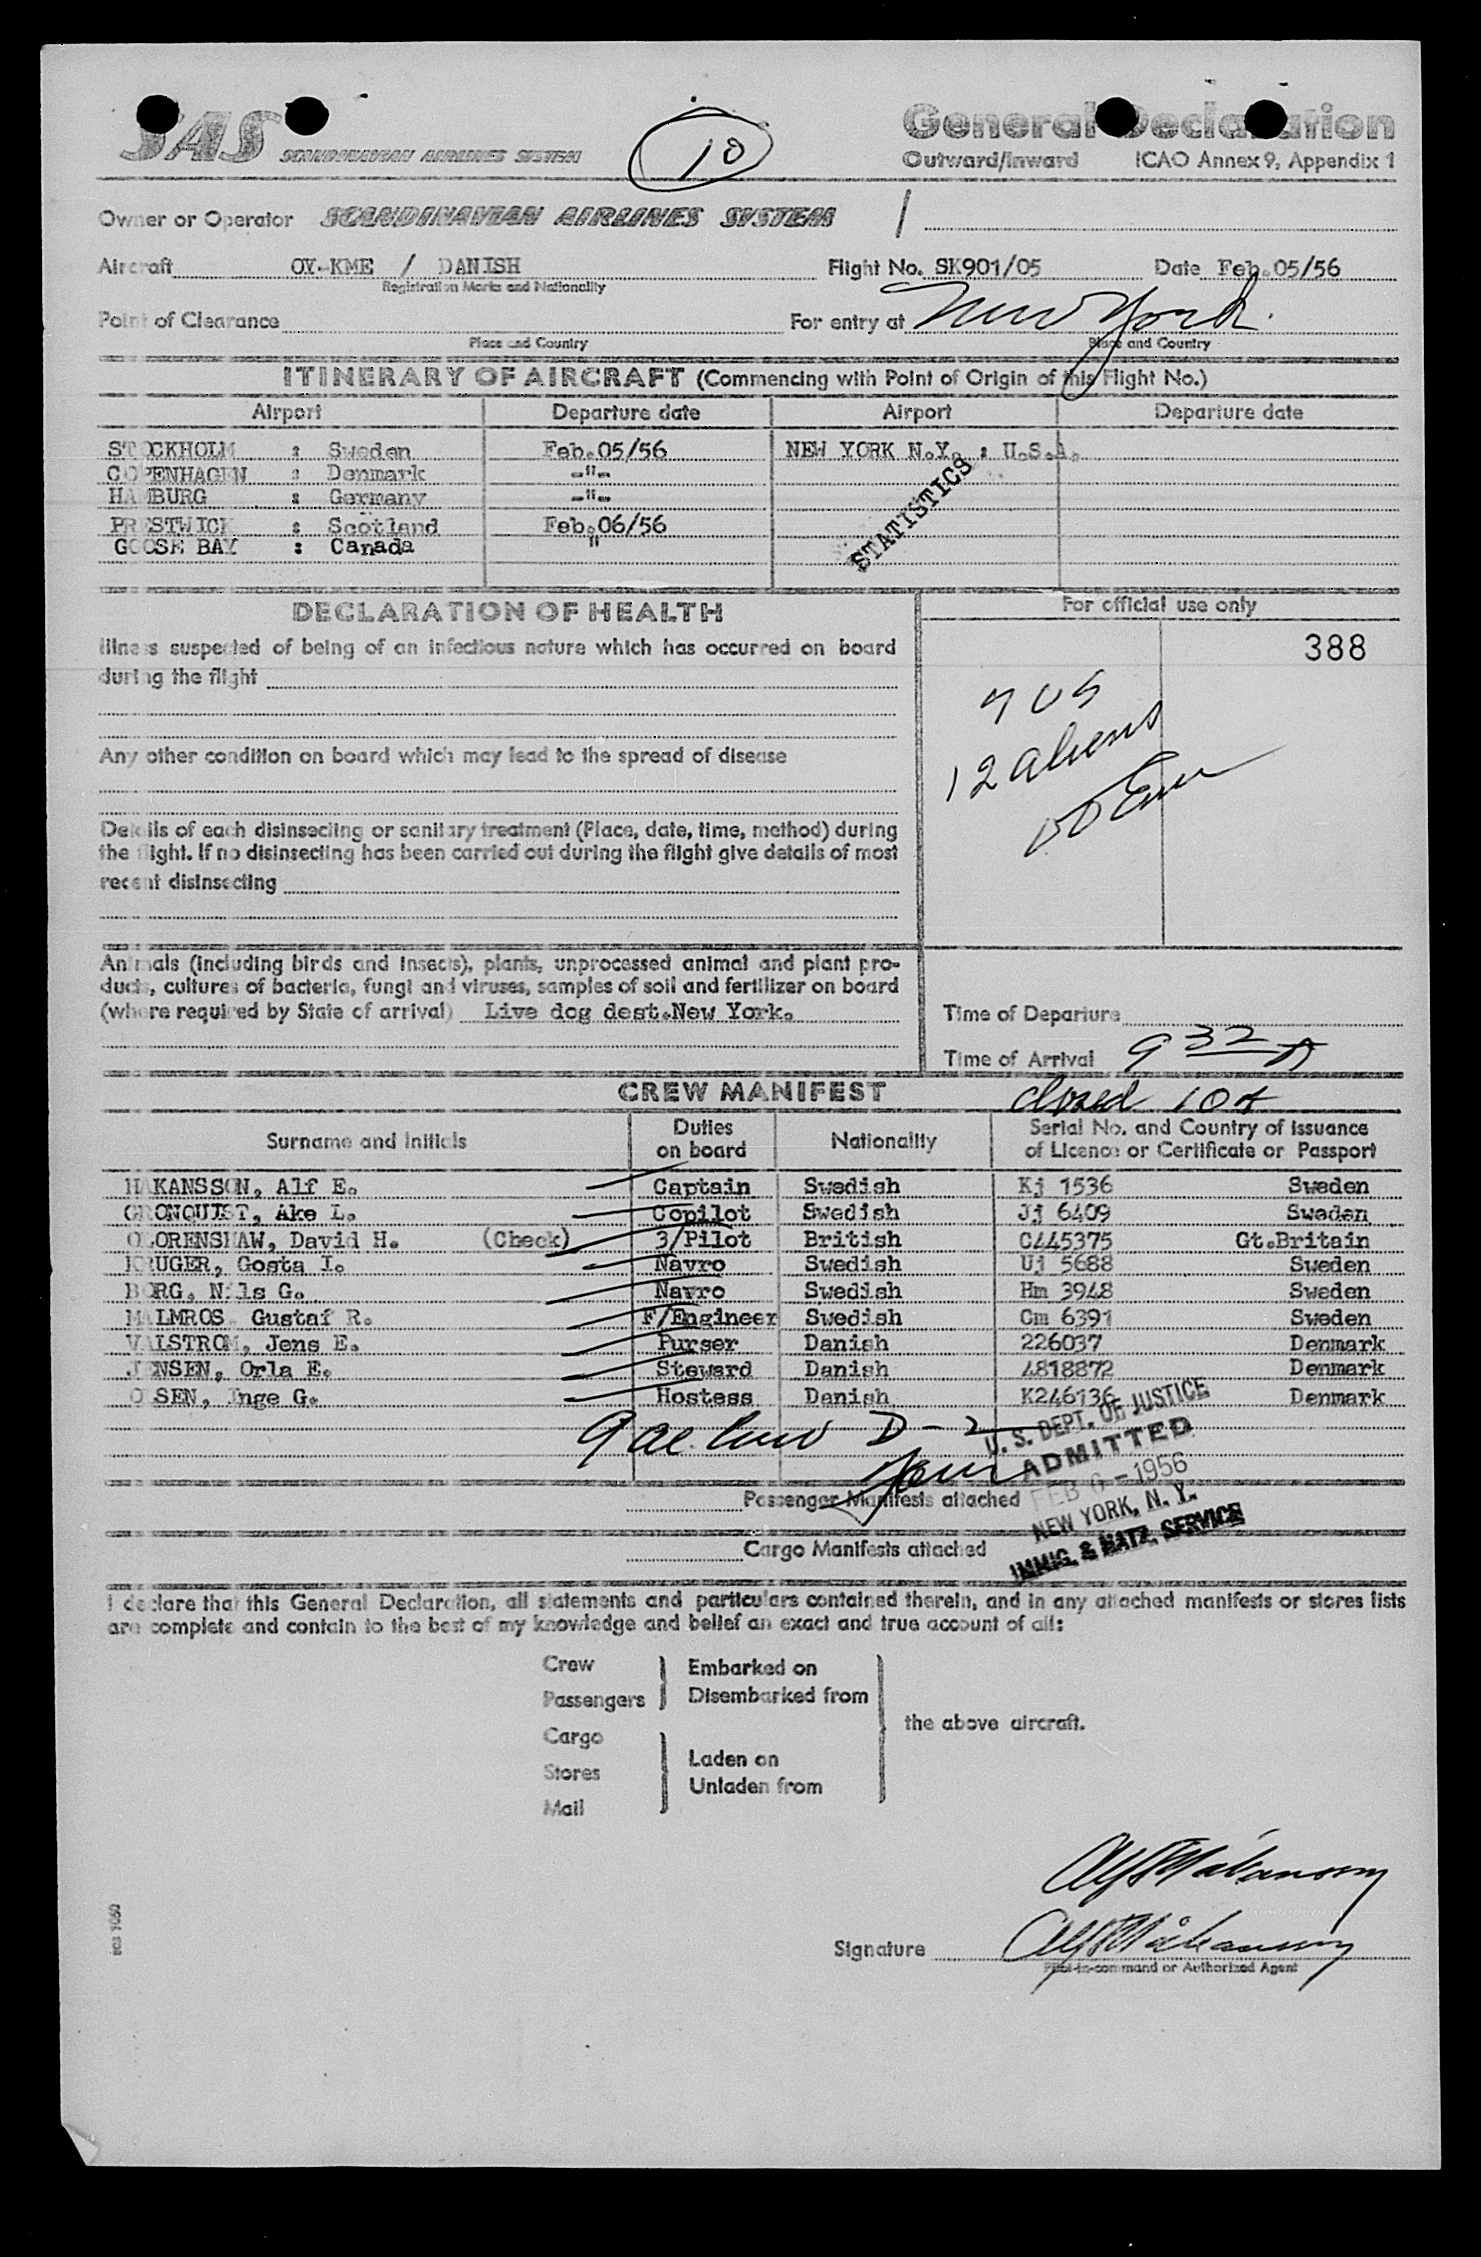 SAS SCANDINAVIAN AIRLINES SYSTEM
10
General Declaration
Outward/Inward ICAO Annex 9, Appendix 1
Owner or Operator SCANDINAVIAN AIRLINES SYSTEM
Aircraft OY-KME / DANISH Flight No. SK901/05 Date Feb.05/56
Registration Marks and Nationality
Point of Clearance For entry at New York.
Place and Country Place and Country
ITINERARY OF AIRCRAFT (Commencing with Point of Origin of this Flight No.)
Airport Departure date Airport Departure date
STOCKHOLM : Sweden Feb.05/56 NEW YORK N.Y. : U.S.A.
COPENHAGEN : Denmark -"-
HAMBURG : Germany -"-
PRESTWICK : Scotland Feb.06/56
GOOSE BAY : Canada "
STATISTICS
DECLARATION OF HEALTH
For official use only
388
Illness suspected of being of an infectious nature which has occurred on board
during the flight
Any other condition on board which may lead to the spread of disease
12 aliens
Details of each disinsecting or sanitary treatment (Place, date, time, method) during
the flight. If no disinsecting has been carried out during the flight give details of most
recent disinsecting
Animals (including birds and insects), plants, unprocessed animal and plant pro-
ducts, cultures of bacteria, fungi and viruses, samples of soil and fertilizer on board
(where required by State of arrival) Live dog dest.New York.
Time of Departure
Time of Arrival 9 32 A
CREW MANIFEST
closed 10
Surname and Initials Duties on board Nationality Serial No. and Country of issuance of Licence or Certificate or Passport
HAKANSSON, Alf E. Captain Swedish Kj 1536 Sweden
GRONQUIST, Ake L. Copilot Swedish Jj 6409 Sweden
OLORENSHAW, David H. (Check) 3/Pilot British C445375 Gt.Britain
KRUGER, Gosta I. Navro Swedish Uj 5688 Sweden
BORG, Nils G. Navro Swedish Hm 3948 Sweden
MALMROS, Gustaf R. F/Engineer Swedish Cm 6391 Sweden
VALSTROM, Jens E. Purser Danish 226037 Denmark
JENSEN, Orla E. Steward Danish 4818872 Denmark
OLSEN, Inge G. Hostess Danish K246136 Denmark
D-2
U. S. DEPT. OF JUSTICE
ADMITTED
FEB 6 - 1956
NEW YORK, N. Y.
IMMIG. & NATZ. SERVICE
Passenger Manifests attached
Cargo Manifests attached
I declare that this General Declaration, all statements and particulars contained therein, and in any attached manifests or stores lists
are complete and contain to the best of my knowledge and belief an exact and true account of all:
Crew
Passengers
Embarked on
Disembarked from
Cargo
Stores
Mail
Laden on
Unladen from
the above aircraft.
Signature
Pilot-in-command or Authorized Agent